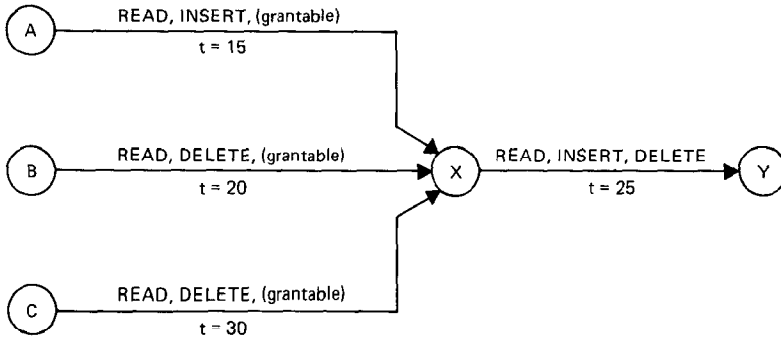 READ, INSERT, (grantable)
A
t = 15
READ, DELETE, (grantable)
READ, INSERT, DELETE
B
X
Y
t = 20
t = 25
READ, DELETE, (grantable)
C
t = 30